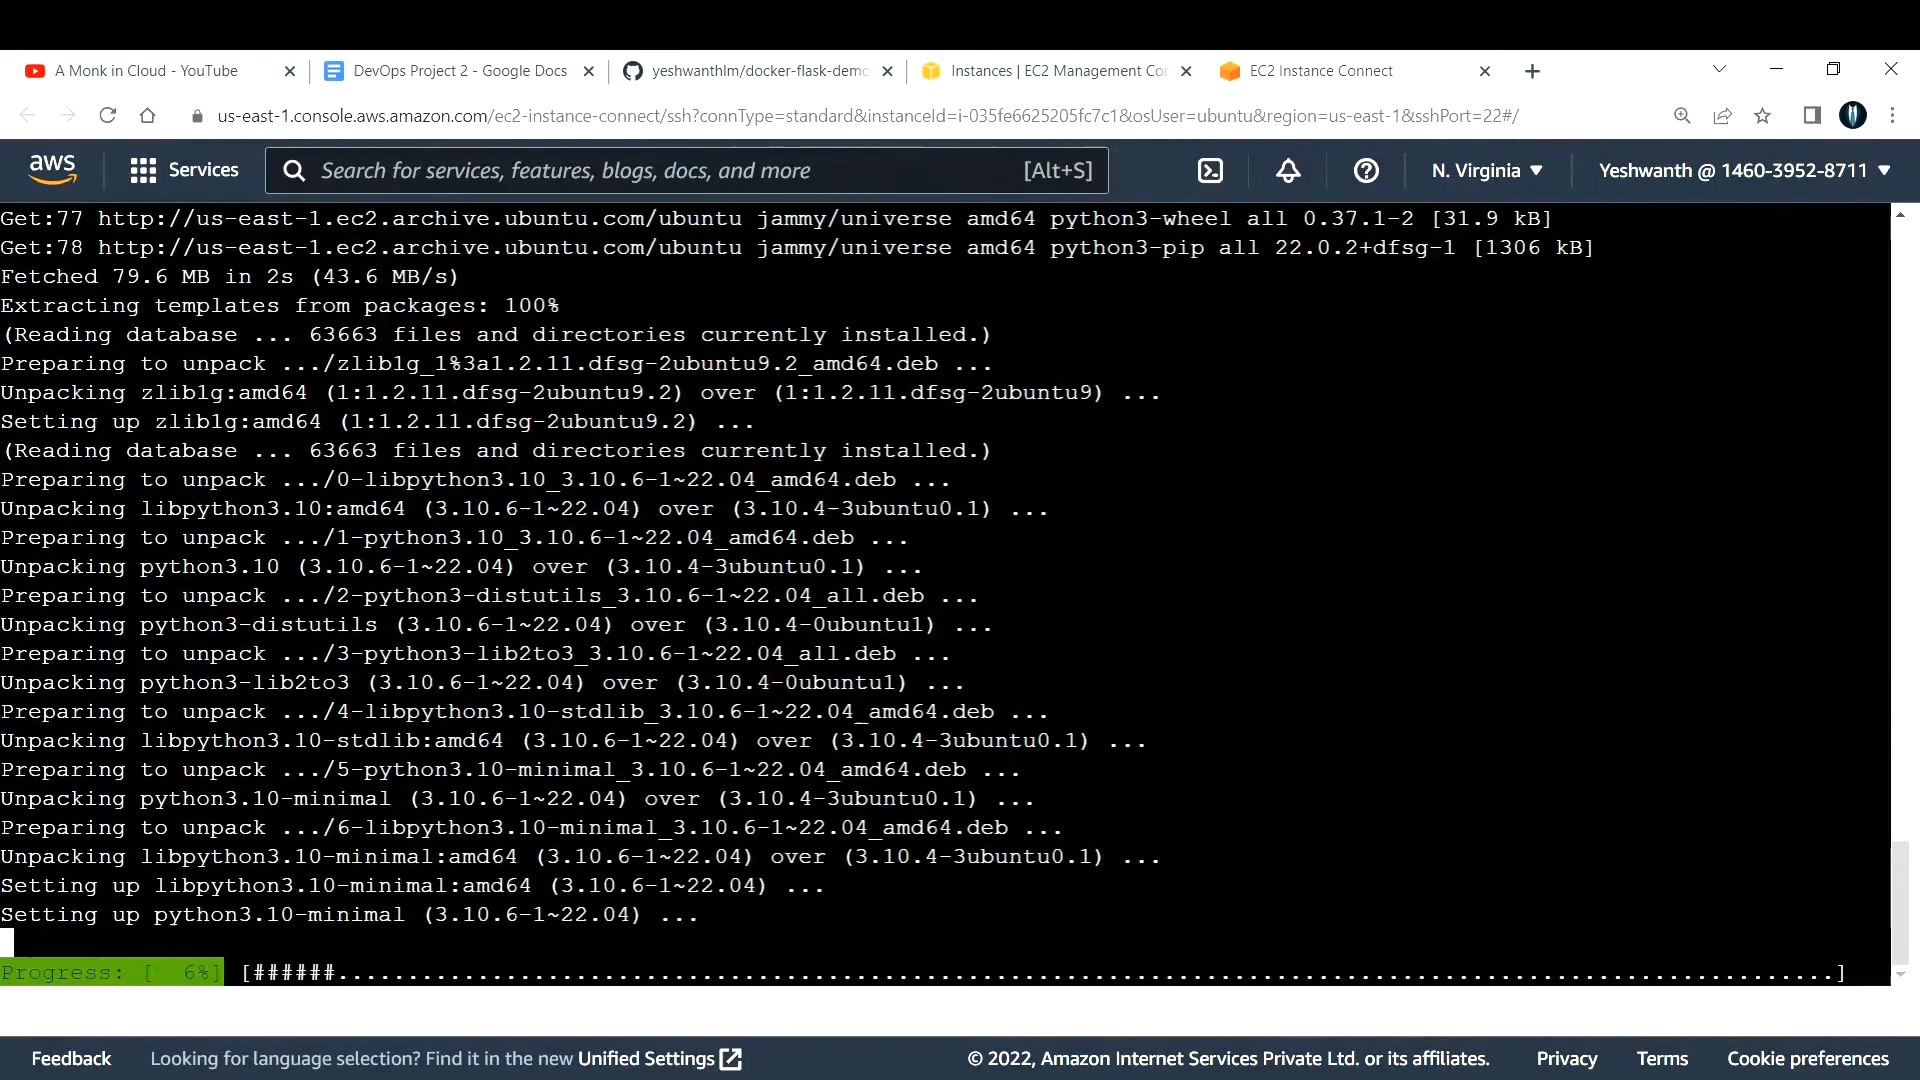 A Monk in Cloud - YouTube
DevOps Project 2 - Google Docs
yeshwanthlm/docker-flask-demo
Instances | EC2 Management Co
EC2 Instance Connect
us-east-1.console.aws.amazon.com/ec2-instance-connect/ssh?connType=standard&instanceId=i-035fe6625205fc7c1&osUser=ubuntu&region=us-east-1&sshPort=22#/
aws
Services
Search for services, features, blogs, docs, and more
[Alt+S]
N. Virginia
Yeshwanth @ 1460-3952-8711
Get:77 http://us-east-1.ec2.archive.ubuntu.com/ubuntu jammy/universe amd64 python3-wheel all 0.37.1-2 [31.9 kB]
Get:78 http://us-east-1.ec2.archive.ubuntu.com/ubuntu jammy/universe amd64 python3-pip all 22.0.2+dfsg-1 [1306 kB]
Fetched 79.6 MB in 2s (43.6 MB/s)
Extracting templates from packages: 100%
(Reading database ... 63663 files and directories currently installed.)
Preparing to unpack .../zlib1g_1%3a1.2.11.dfsg-2ubuntu9.2_amd64.deb ...
Unpacking zlib1g:amd64 (1:1.2.11.dfsg-2ubuntu9.2) over (1:1.2.11.dfsg-2ubuntu9) ...
Setting up zlib1g:amd64 (1:1.2.11.dfsg-2ubuntu9.2) ...
(Reading database ... 63663 files and directories currently installed.)
Preparing to unpack .../0-libpython3.10_3.10.6-1~22.04_amd64.deb ...
Unpacking libpython3.10:amd64 (3.10.6-1~22.04) over (3.10.4-3ubuntu0.1) ...
Preparing to unpack .../1-python3.10_3.10.6-1~22.04_amd64.deb ...
Unpacking python3.10 (3.10.6-1~22.04) over (3.10.4-3ubuntu0.1) ...
Preparing to unpack .../2-python3-distutils_3.10.6-1~22.04_all.deb ...
Unpacking python3-distutils (3.10.6-1~22.04) over (3.10.4-0ubuntu1) ...
Preparing to unpack .../3-python3-lib2to3_3.10.6-1~22.04_all.deb ...
Unpacking python3-lib2to3 (3.10.6-1~22.04) over (3.10.4-0ubuntu1) ...
Preparing to unpack .../4-libpython3.10-stdlib_3.10.6-1~22.04_amd64.deb ...
Unpacking libpython3.10-stdlib:amd64 (3.10.6-1~22.04) over (3.10.4-3ubuntu0.1) ...
Preparing to unpack .../5-python3.10-minimal_3.10.6-1~22.04_amd64.deb ...
Unpacking python3.10-minimal (3.10.6-1~22.04) over (3.10.4-3ubuntu0.1) ...
Preparing to unpack .../6-libpython3.10-minimal_3.10.6-1~22.04_amd64.deb ...
Unpacking libpython3.10-minimal:amd64 (3.10.6-1~22.04) over (3.10.4-3ubuntu0.1) ...
Setting up libpython3.10-minimal:amd64 (3.10.6-1~22.04) ...
Setting up python3.10-minimal (3.10.6-1~22.04) ...
Progress: [  6%] [######...........................................................................................................]
Feedback
Looking for language selection? Find it in the new Unified Settings
© 2022, Amazon Internet Services Private Ltd. or its affiliates.
Privacy
Terms
Cookie preferences